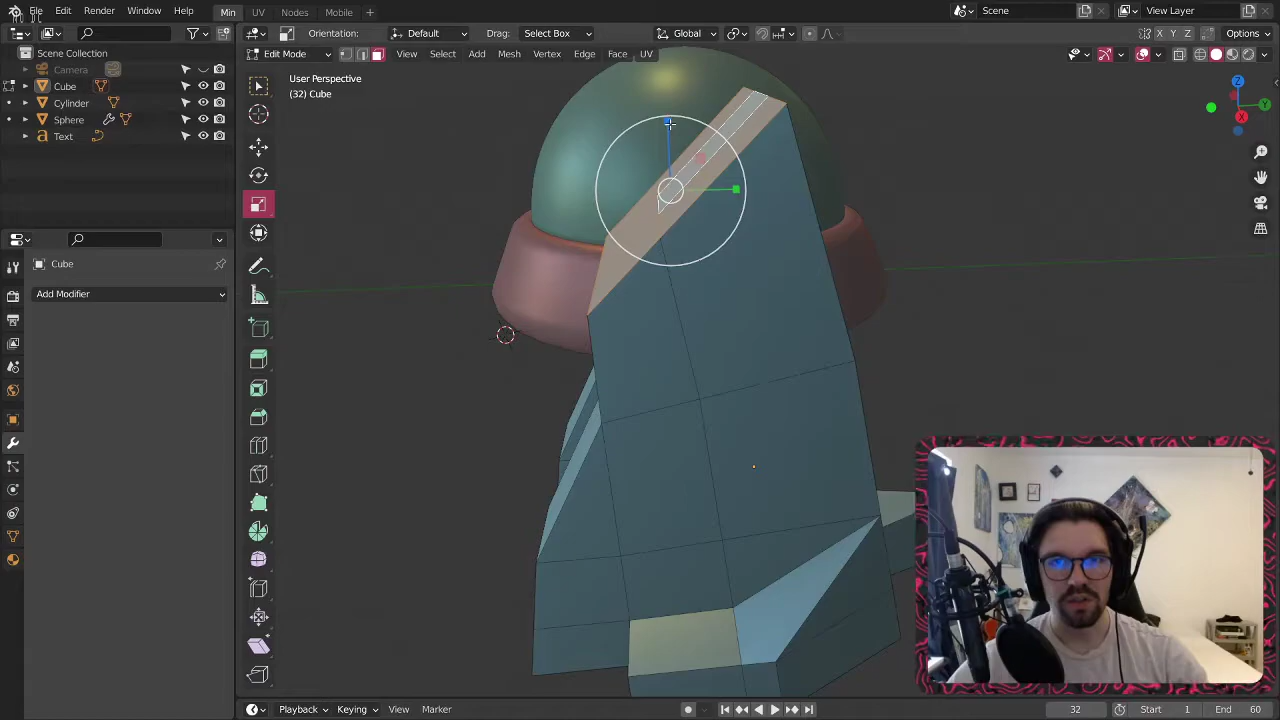 File Edit Render Window Help Min UV Nodes Mobile Scene View Layer
Orientation: Default Drag: Select Box Global X Y Z Options
Scene Collection
Camera
Cube
Cylinder
Sphere
Text
Edit Mode View Select Add Mesh Vertex Edge Face UV
User Perspective
(32) Cube
Z
Y
X
Cube
Add Modifier
Playback Keying View Marker 32 Start 1 End 60